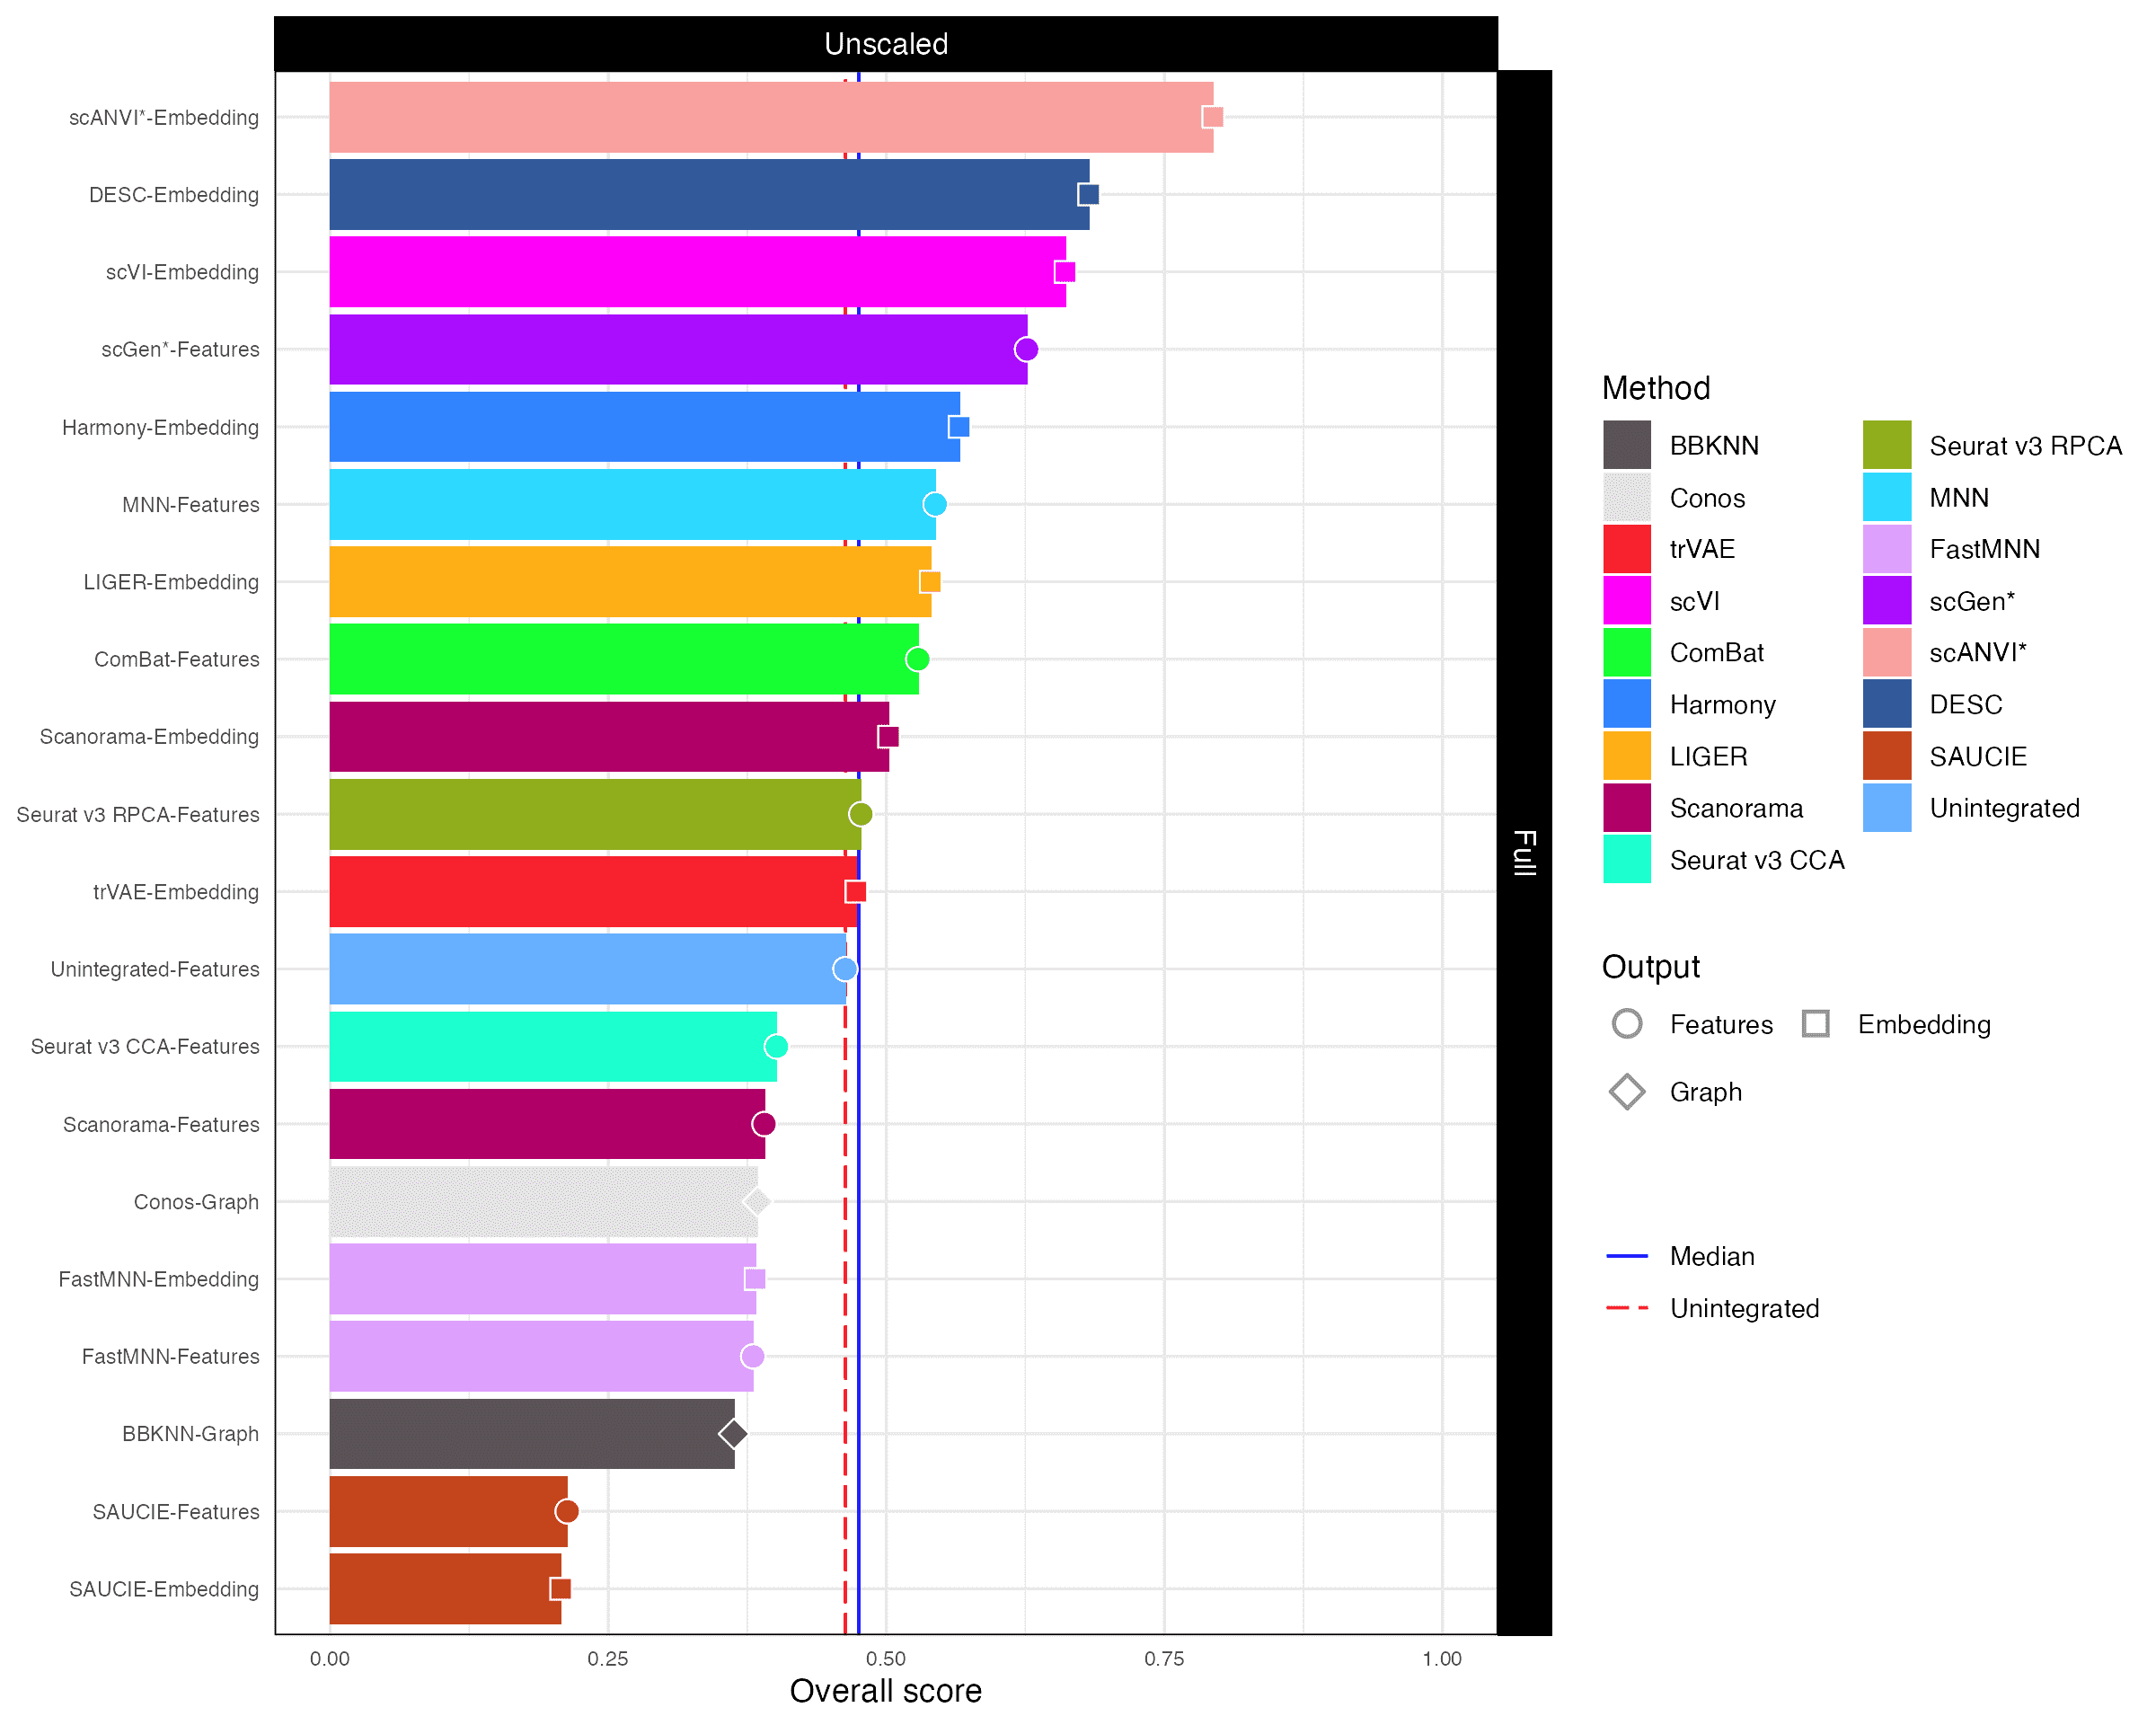 Unscaled
scANVI*-Embedding
DESC-Embedding
scVI-Embedding
scGen*-Features
Harmony-Embedding
MNN-Features
LIGER-Embedding
ComBat-Features
Scanorama-Embedding
Seurat v3 RPCA-Features
trVAE-Embedding
Unintegrated-Features
Seurat v3 CCA-Features
Scanorama-Features
Conos-Graph
FastMNN-Embedding
FastMNN-Features
BBKNN-Graph
SAUCIE-Features
SAUCIE-Embedding
0.00 0.25 0.50 0.75 1.00
Overall score
Full
Method
BBKNN
Conos
trVAE
scVI
ComBat
Harmony
LIGER
Scanorama
Seurat v3 CCA
Seurat v3 RPCA
MNN
FastMNN
scGen*
scANVI*
DESC
SAUCIE
Unintegrated
Output
Features Embedding
Graph
Median
Unintegrated